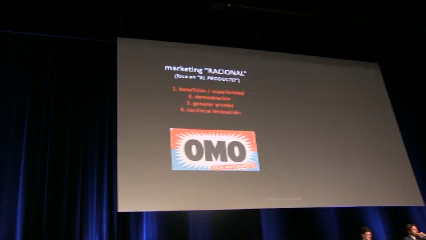 marketing "RACIONAL"
(foco en "EL PRODUCTO")
1. beneficios / superioridad
2. demostración
3. generar prueba
4. continua innovación
OMO